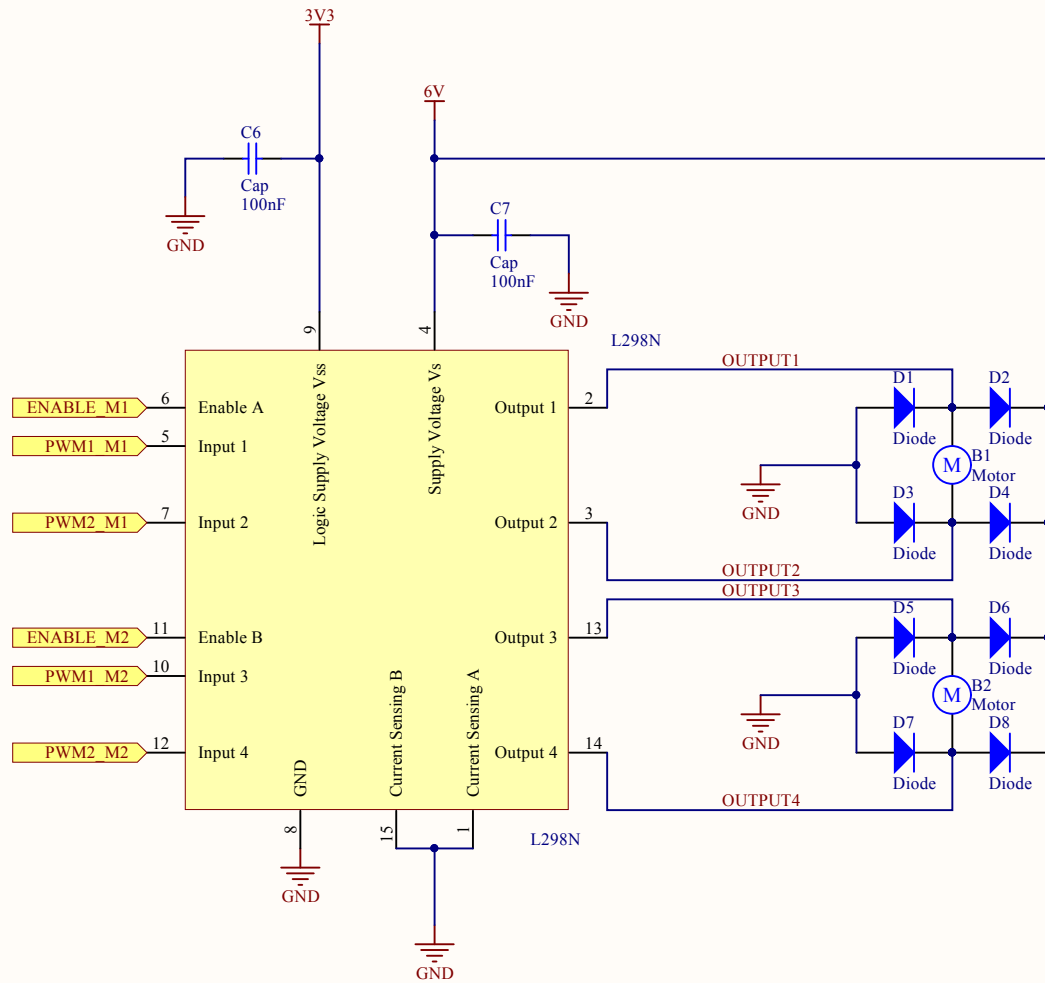 3V3
6V
C6
Cap
100nF
GND
C7
Cap
100nF
GND
L298N
9
4
Logic Supply Voltage Vss
Supply Voltage Vs
ENABLE_M1
6
Enable A
PWM1_M1
5
Input 1
PWM2_M1
7
Input 2
ENABLE_M2
11
Enable B
PWM1_M2
10
Input 3
PWM2_M2
12
Input 4
Output 1
2
OUTPUT1
Output 2
3
OUTPUT2
Output 3
13
OUTPUT3
Output 4
14
OUTPUT4
GND
8
GND
Current Sensing B
15
Current Sensing A
1
GND
L298N
D1
Diode
D2
Diode
M
B1
Motor
GND
D3
Diode
D4
Diode
D5
Diode
D6
Diode
M
B2
Motor
GND
D7
Diode
D8
Diode